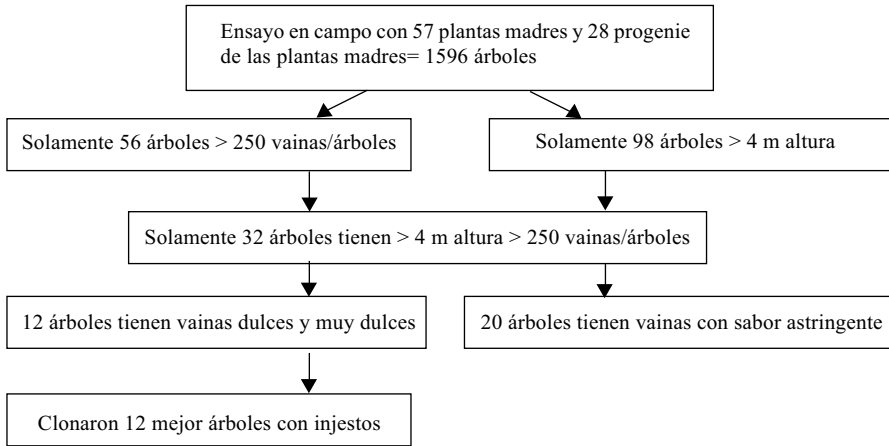 Ensayo en campo con 57 plantas madres y 28 progenie
de las plantas madres= 1596 árboles
Solamente 56 árboles > 250 vainas/árboles
Solamente 98 árboles > 4 m altura
Solamente 32 árboles tienen > 4 m altura > 250 vainas/árboles
12 árboles tienen vainas dulces y muy dulces
20 árboles tienen vainas con sabor astringente
Clonaron 12 mejor árboles con injestos